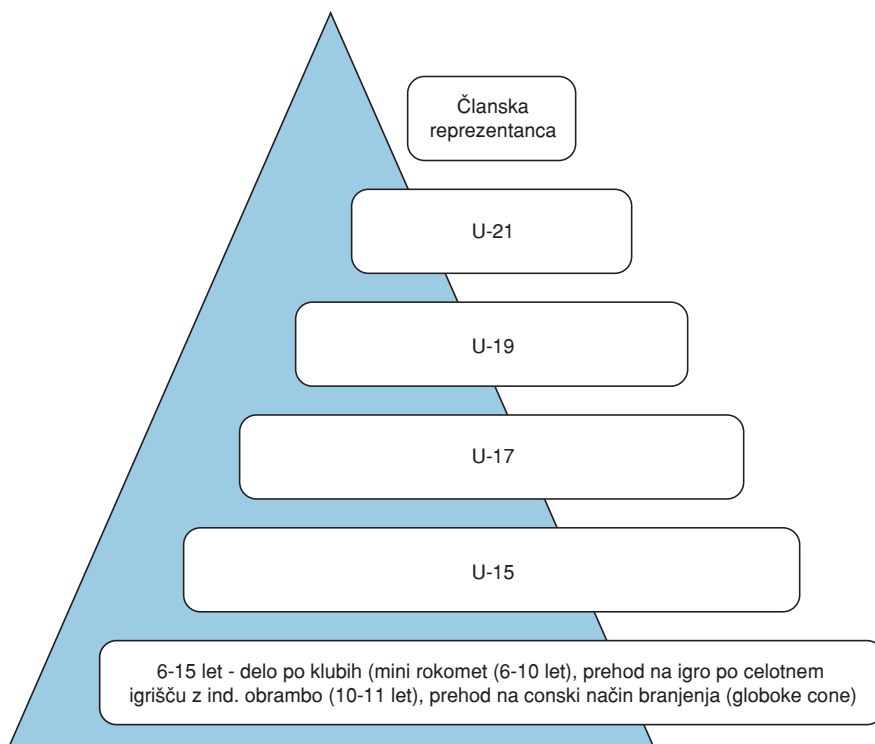 Članska
reprezentanca
U-21
U-19
U-17
U-15
6-15 let - delo po klubih (mini rokomet (6-10 let), prehod na igro po celotnem
igrišču z ind. obrambo (10-11 let), prehod na conski način branjenja (globoke cone)